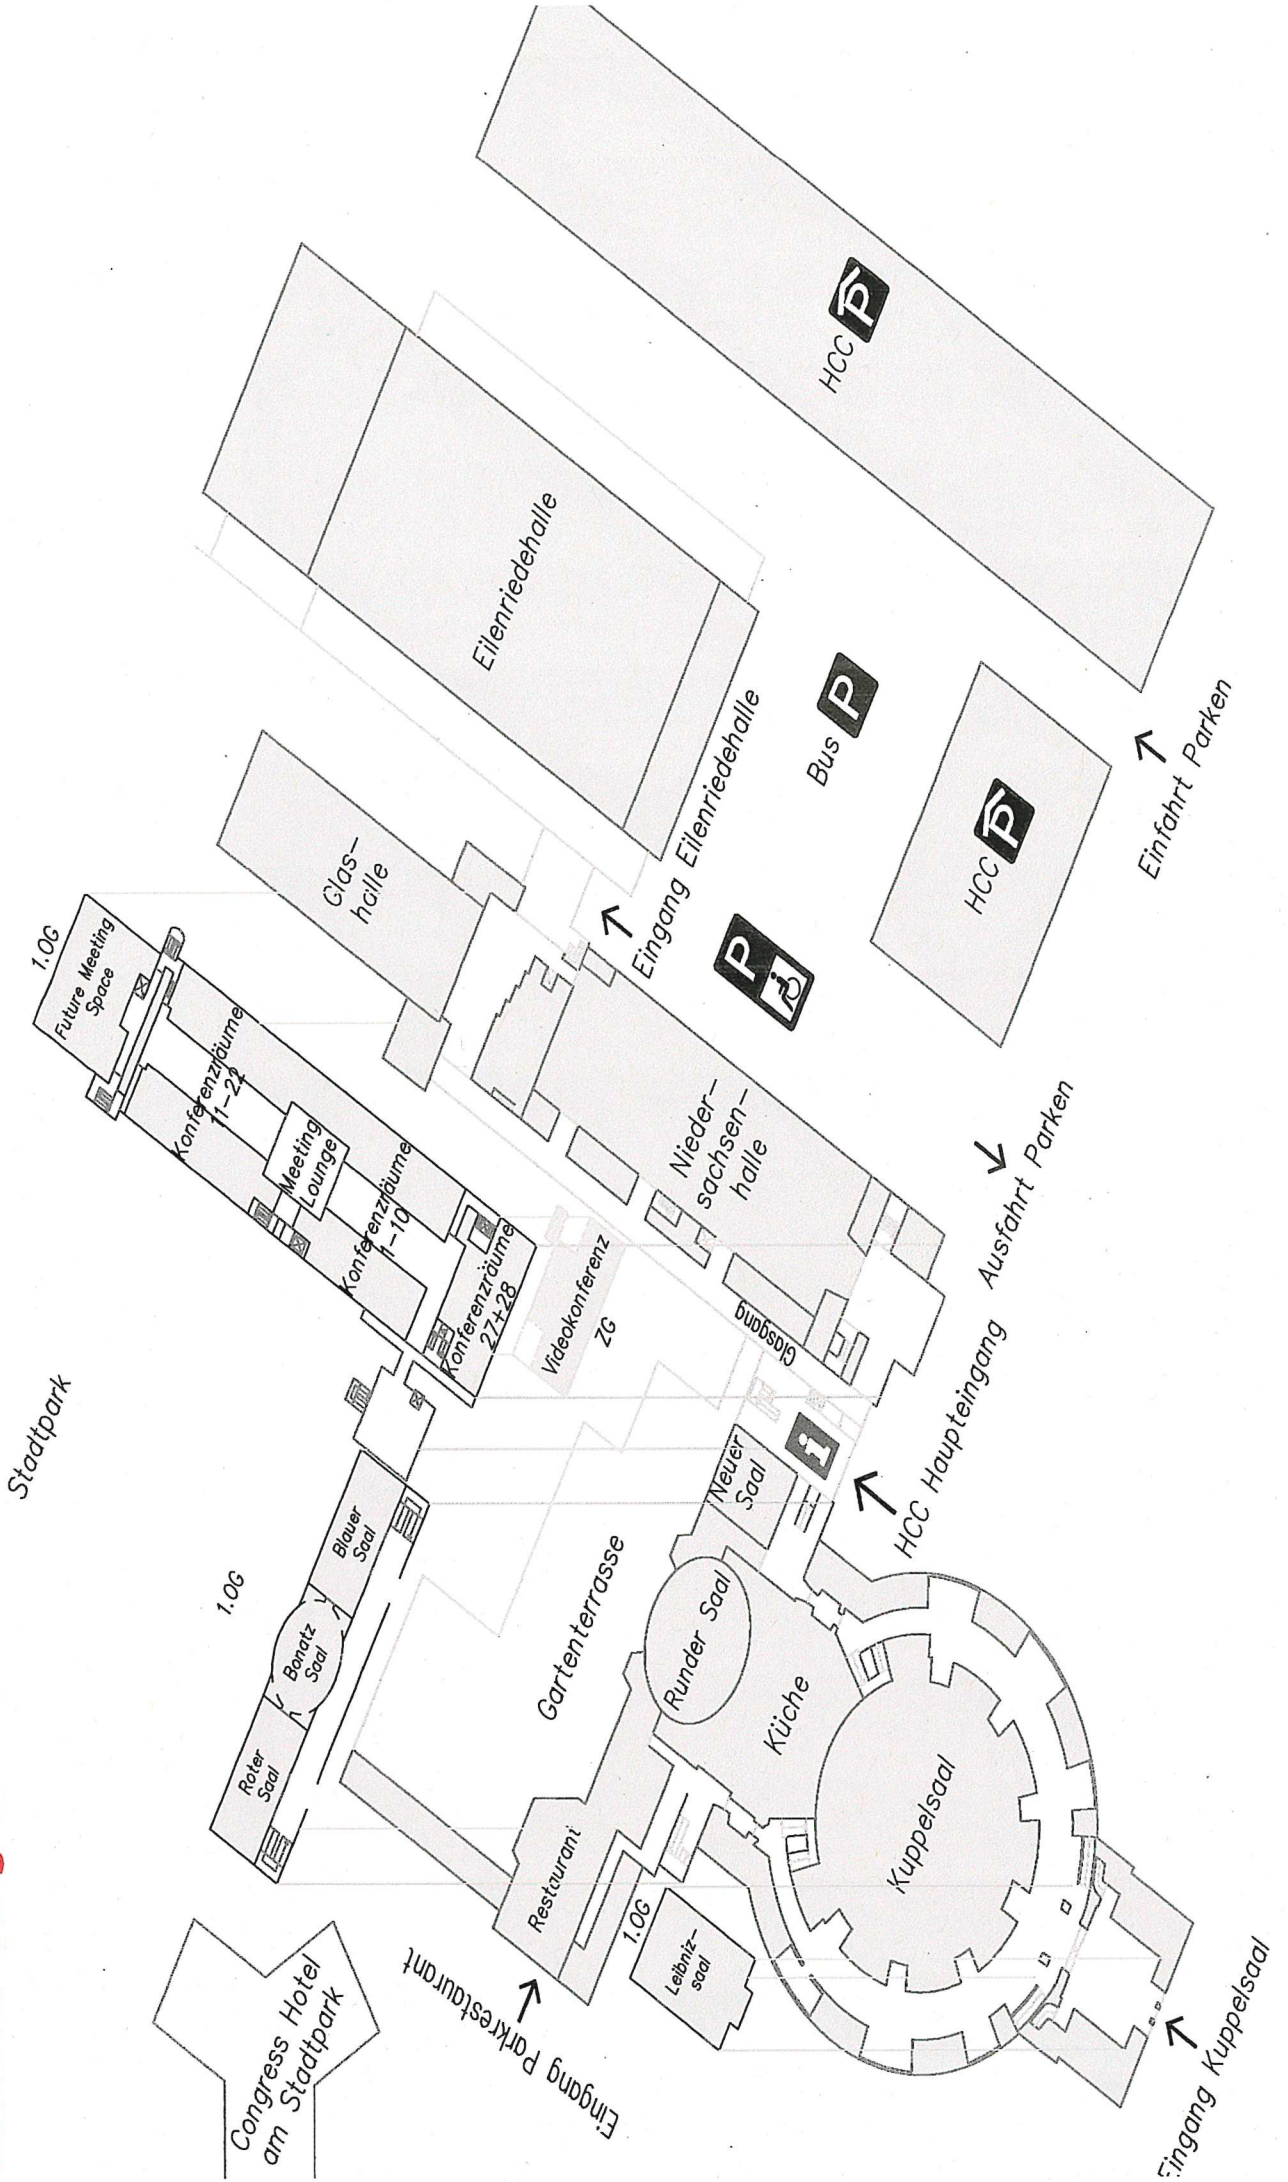 Stadtpark
1.OG
Future Meeting
Space
Konferenzräume
11–22
Meeting
Lounge
Konferenzräume
1–10
Konferenzräume
27+28
Videokonferenz
ZG
Glas–
halle
Eilenriedehalle
Eingang Eilenriedehalle
HCC P
Bus P
P
HCC P
Einfahrt Parken
Ausfahrt Parken
Nieder–
sachsen–
halle
Glasgang
i
HCC Haupteingang
Neuer
Saal
1.OG
Blauer
Saal
Bonatz
Saal
Roter
Saal
Gartenterrasse
Runder Saal
Küche
Kuppelsaal
Restaurant
1.OG
Leibniz–
saal
Eingang Parkrestaurant
Congress Hotel
am Stadtpark
Eingang Kuppelsaal